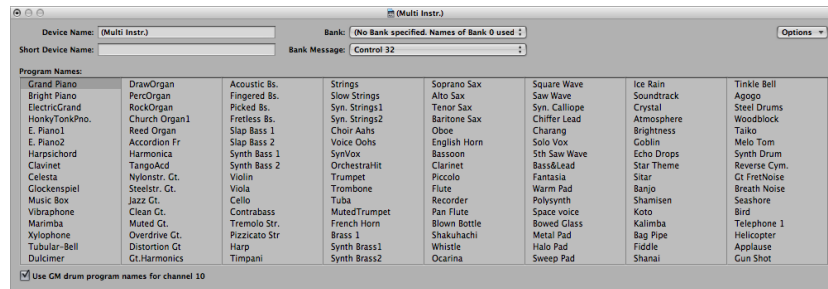 (Multi Instr.)
Device Name: (Multi Instr.) Bank: (No Bank specified. Names of Bank 0 used Options
Short Device Name: Bank Message: Control 32
Program Names:
Grand Piano DrawOrgan Acoustic Bs. Strings Soprano Sax Square Wave Ice Rain Tinkle Bell
Bright Piano PercOrgan Fingered Bs. Slow Strings Alto Sax Saw Wave Soundtrack Agogo
ElectricGrand RockOrgan Picked Bs. Syn. Strings1 Tenor Sax Syn. Calliope Crystal Steel Drums
HonkyTonkPno. Church Organ1 Fretless Bs. Syn. Strings2 Baritone Sax Chiffer Lead Atmosphere Woodblock
E. Piano1 Reed Organ Slap Bass 1 Choir Aahs Oboe Charang Brightness Taiko
E. Piano2 Accordion Fr Slap Bass 2 Voice Oohs English Horn Solo Vox Goblin Melo Tom
Harpsichord Harmonica Synth Bass 1 SynVox Bassoon 5th Saw Wave Echo Drops Synth Drum
Clavinet TangoAcd Synth Bass 2 OrchestraHit Clarinet Bass&Lead Star Theme Reverse Cym.
Celesta Nylonstr. Gt. Violin Trumpet Piccolo Fantasia Sitar Gt FretNoise
Glockenspiel Steelstr. Gt. Viola Trombone Flute Warm Pad Banjo Breath Noise
Music Box Jazz Gt. Cello Tuba Recorder Polysynth Shamisen Seashore
Vibraphone Clean Gt. Contrabass MutedTrumpet Pan Flute Space voice Koto Bird
Marimba Muted Gt. Tremolo Str. French Horn Blown Bottle Bowed Glass Kalimba Telephone 1
Xylophone Overdrive Gt. Pizzicato Str Brass 1 Shakuhachi Metal Pad Bag Pipe Helicopter
Tubular-Bell Distortion Gt Harp Synth Brass1 Whistle Halo Pad Fiddle Applause
Dulcimer Gt.Harmonics Timpani Synth Brass2 Ocarina Sweep Pad Shanai Gun Shot
Use GM drum program names for channel 10